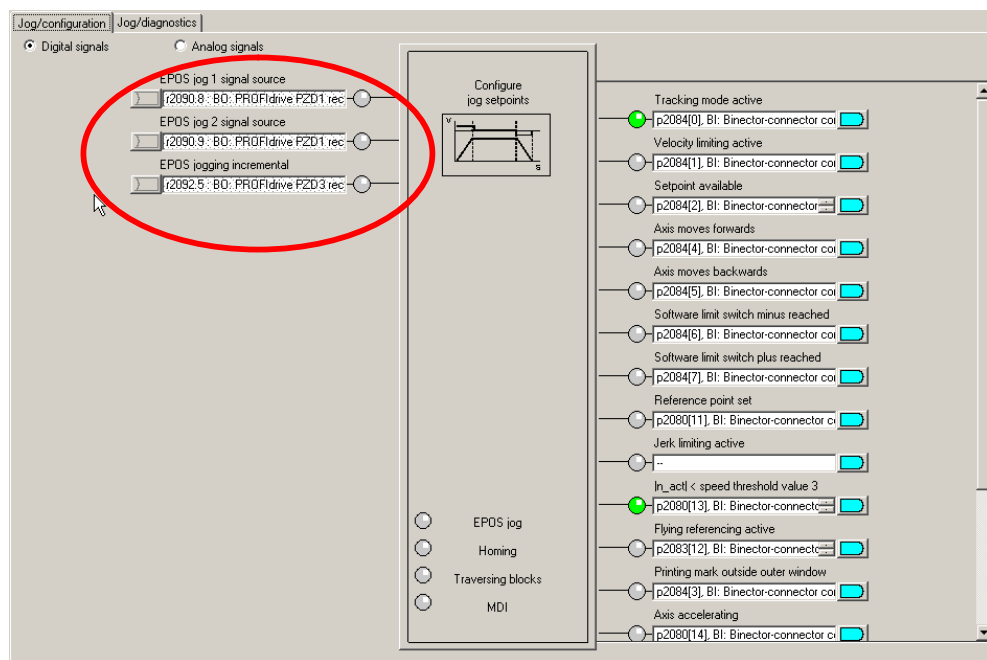 Jog/configuration Jog/diagnostics
Digital signals Analog signals
EPOS jog 1 signal source
r2090.8 : BO: PROFIdrive PZD1 rec
EPOS jog 2 signal source
r2090.9 : BO: PROFIdrive PZD1 rec
EPOS jogging incremental
r2092.5 : BO: PROFIdrive PZD3 rec
Configure
jog setpoints
v
s
EPOS jog
Homing
Traversing blocks
MDI
Tracking mode active
p2084[0], BI: Binector-connector con
Velocity limiting active
p2084[1], BI: Binector-connector con
Setpoint available
p2084[2], BI: Binector-connector
Axis moves forwards
p2084[4], BI: Binector-connector con
Axis moves backwards
p2084[5], BI: Binector-connector con
Software limit switch minus reached
p2084[6], BI: Binector-connector con
Software limit switch plus reached
p2084[7], BI: Binector-connector con
Reference point set
p2080[11], BI: Binector-connector c
Jerk limiting active
--
|n_act| < speed threshold value 3
p2080[13], BI: Binector-connecto
Flying referencing active
p2083[12], BI: Binector-connecto
Printing mark outside outer window
p2084[3], BI: Binector-connector con
Axis accelerating
p2080[14], BI: Binector-connector c